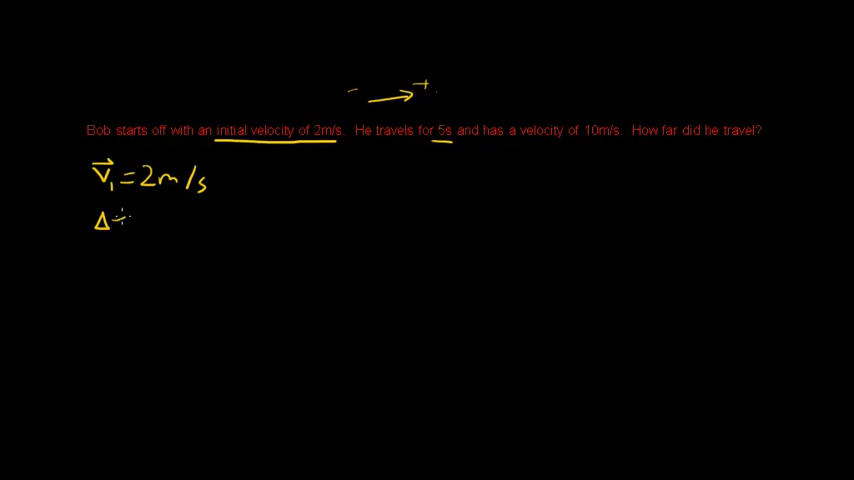 - → +
Bob starts off with an initial velocity of 2m/s. He travels for 5s and has a velocity of 10m/s. How far did he travel?
v⃗₁ = 2m/s
Δ